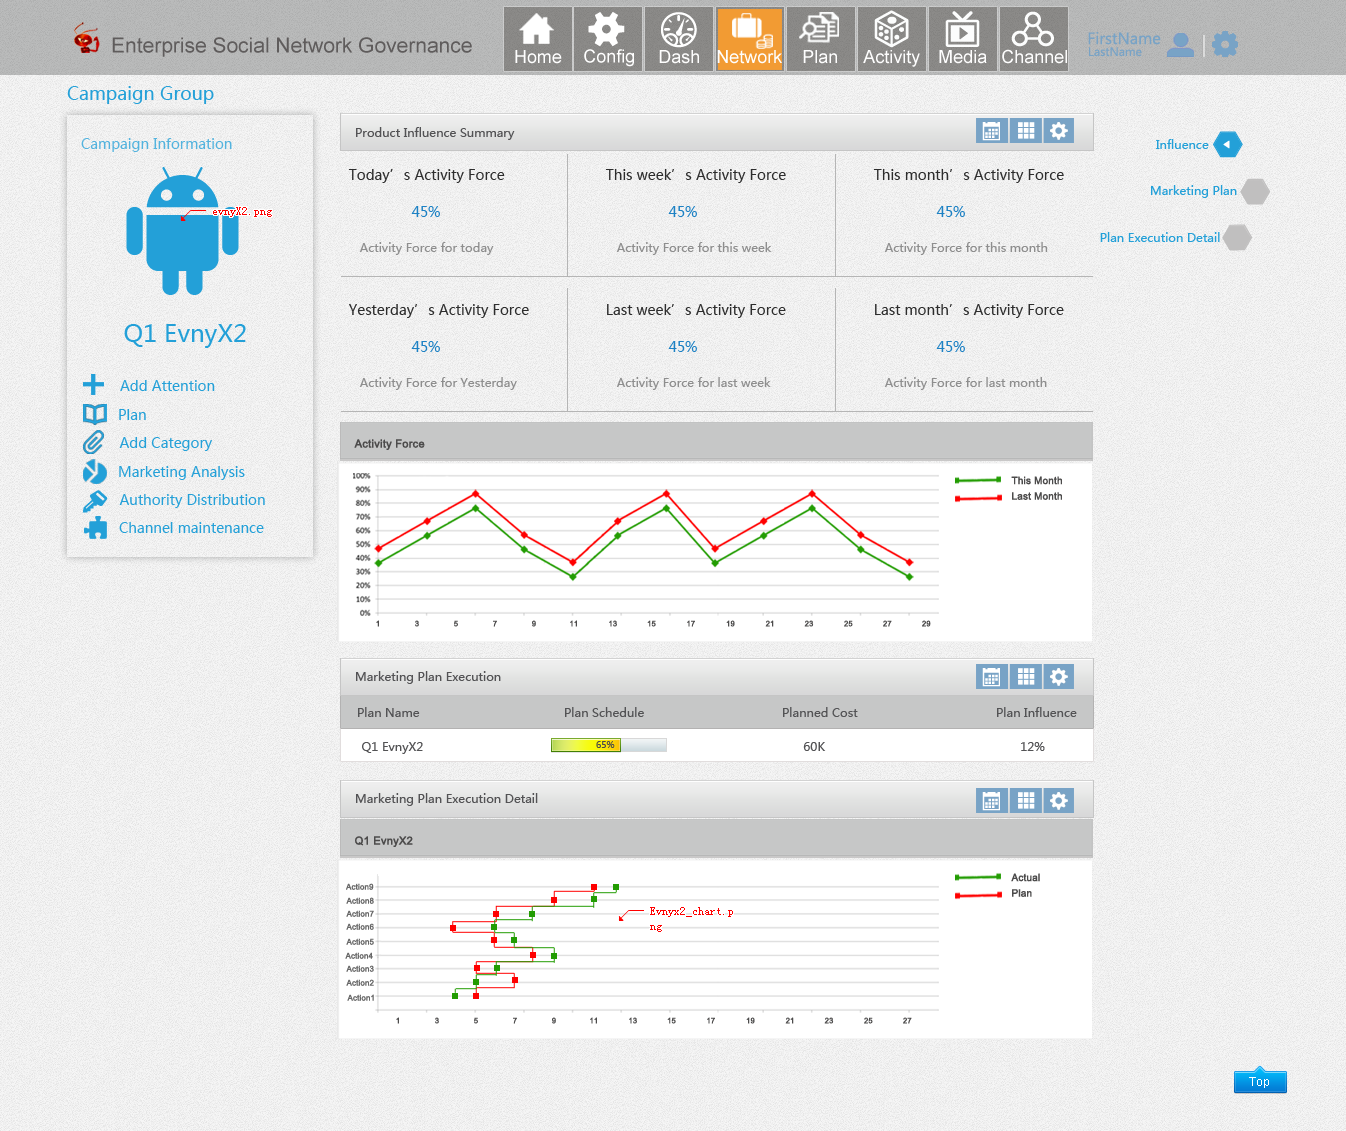 Enterprise Social Network Governance
Home
Config
Dash
Network
Plan
Activity
Media
Channel
FirstName
LastName
Campaign Group
Campaign Information
evnyX2.png
Q1 EvnyX2
Add Attention
Plan
Add Category
Marketing Analysis
Authority Distribution
Channel maintenance
Product Influence Summary
Today’s Activity Force
This week’s Activity Force
This month’s Activity Force
45%
45%
45%
Activity Force for today
Activity Force for this week
Activity Force for this month
Yesterday’s Activity Force
Last week’s Activity Force
Last month’s Activity Force
45%
45%
45%
Activity Force for Yesterday
Activity Force for last week
Activity Force for last month
Influence
Marketing Plan
Plan Execution Detail
Activity Force
100%
90%
80%
70%
60%
50%
40%
30%
20%
10%
0%
1 3 5 7 9 11 13 15 17 19 21 23 25 27 29
This Month
Last Month
Marketing Plan Execution
Plan Name Plan Schedule Planned Cost Plan Influence
Q1 EvnyX2 65% 60K 12%
Marketing Plan Execution Detail
Q1 EvnyX2
Action9
Action8
Action7
Action6
Action5
Action4
Action3
Action2
Action1
1 3 5 7 9 11 13 15 17 19 21 23 25 27
Evnyx2_chart.p
ng
Actual
Plan
Top